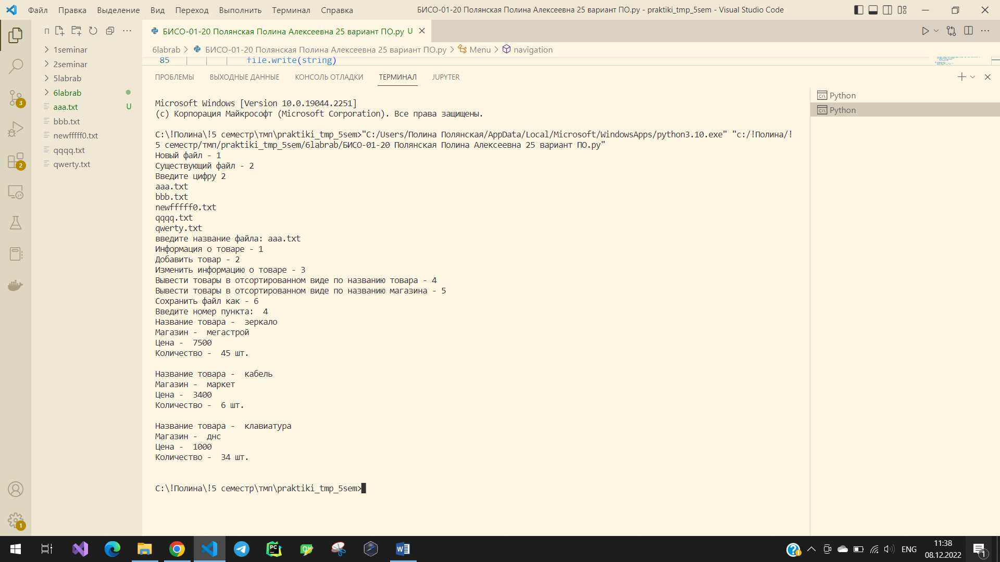 Файл Правка Выделение Вид Переход Выполнить Терминал Справка БИСО-01-20 Полянская Полина Алексеевна 25 вариант ПО.py - praktiki_tmp_5sem - Visual Studio Code
П
БИСО-01-20 Полянская Полина Алексеевна 25 вариант ПО.py U
6labrab > БИСО-01-20 Полянская Полина Алексеевна 25 вариант ПО.py > Menu > navigation
1seminar
2seminar
5labrab
6labrab
aaa.txt U
bbb.txt
newfffff0.txt
qqqq.txt
qwerty.txt
3
2
1
85 file.write(string)
ПРОБЛЕМЫ ВЫХОДНЫЕ ДАННЫЕ КОНСОЛЬ ОТЛАДКИ ТЕРМИНАЛ JUPYTER
Python
Python
Microsoft Windows [Version 10.0.19044.2251]
(c) Корпорация Майкрософт (Microsoft Corporation). Все права защищены.
C:\!Полина\!5 семестр\тмп\praktiki_tmp_5sem>"C:/Users/Полина Полянская/AppData/Local/Microsoft/WindowsApps/python3.10.exe" "c:/!Полина/!
5 семестр/тмп/praktiki_tmp_5sem/6labrab/БИСО-01-20 Полянская Полина Алексеевна 25 вариант ПО.py"
Новый файл - 1
Существующий файл - 2
Введите цифру 2
aaa.txt
bbb.txt
newfffff0.txt
qqqq.txt
qwerty.txt
введите название файла: aaa.txt
Информация о товаре - 1
Добавить товар - 2
Изменить информацию о товаре - 3
Вывести товары в отсортированном виде по названию товара - 4
Вывести товары в отсортированном виде по названию магазина - 5
Сохранить файл как - 6
Введите номер пункта:  4
Название товара -  зеркало
Магазин -  мегастрой
Цена -  7500
Количество -  45 шт.
Название товара -  кабель
Магазин -  маркет
Цена -  3400
Количество -  6 шт.
Название товара -  клавиатура
Магазин -  днс
Цена -  1000
Количество -  34 шт.
C:\!Полина\!5 семестр\тмп\praktiki_tmp_5sem>
ENG
11:38
08.12.2022
1